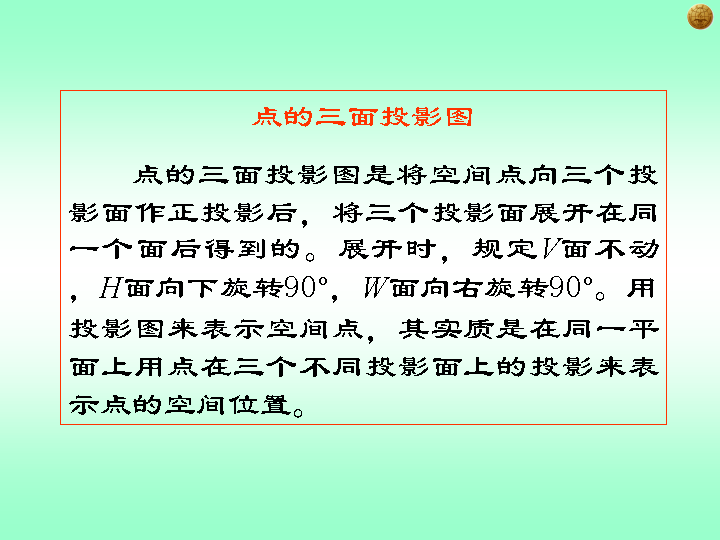 点的三面投影图
点的三面投影图是将空间点向三个投
影面作正投影后，将三个投影面展开在同
一个面后得到的。展开时，规定V面不动
，H面向下旋转90°，W面向右旋转90°。用
投影图来表示空间点，其实质是在同一平
面上用点在三个不同投影面上的投影来表
示点的空间位置。